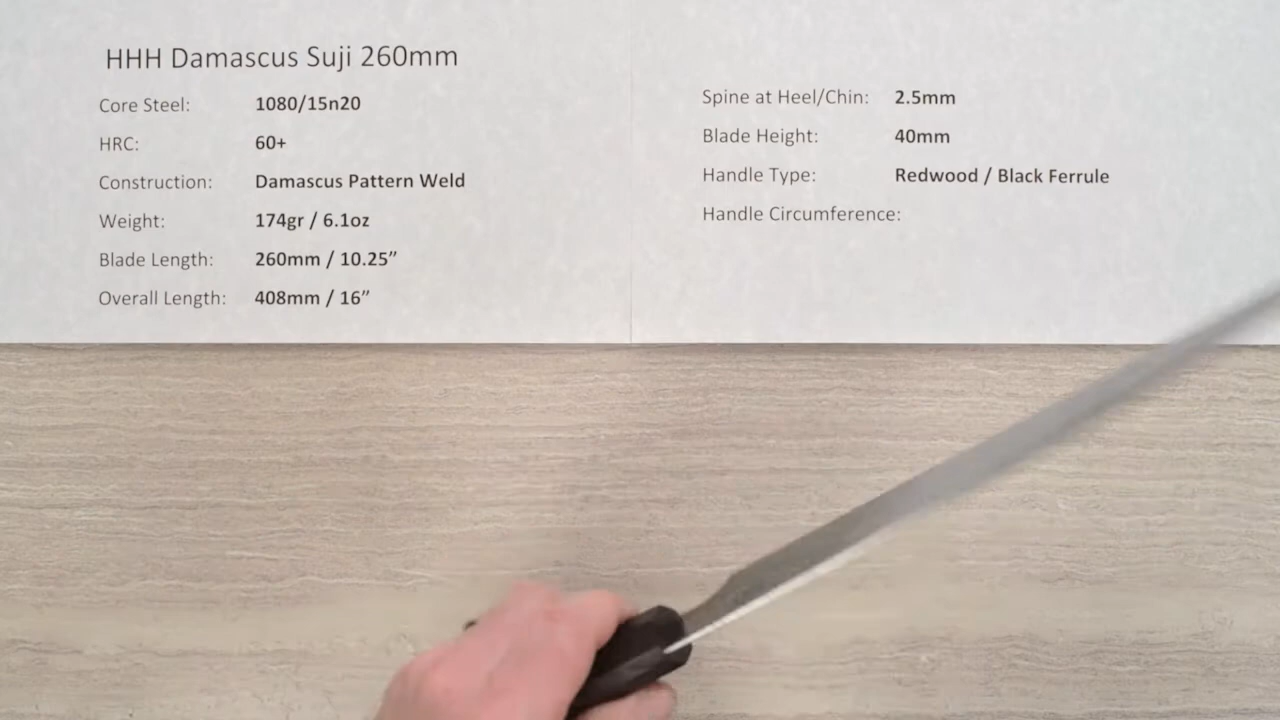 HHH Damascus Suji 260mm
Core Steel: 1080/15n20
HRC: 60+
Construction: Damascus Pattern Weld
Weight: 174gr / 6.1oz
Blade Length: 260mm / 10.25”
Overall Length: 408mm / 16”
Spine at Heel/Chin: 2.5mm
Blade Height: 40mm
Handle Type: Redwood / Black Ferrule
Handle Circumference: